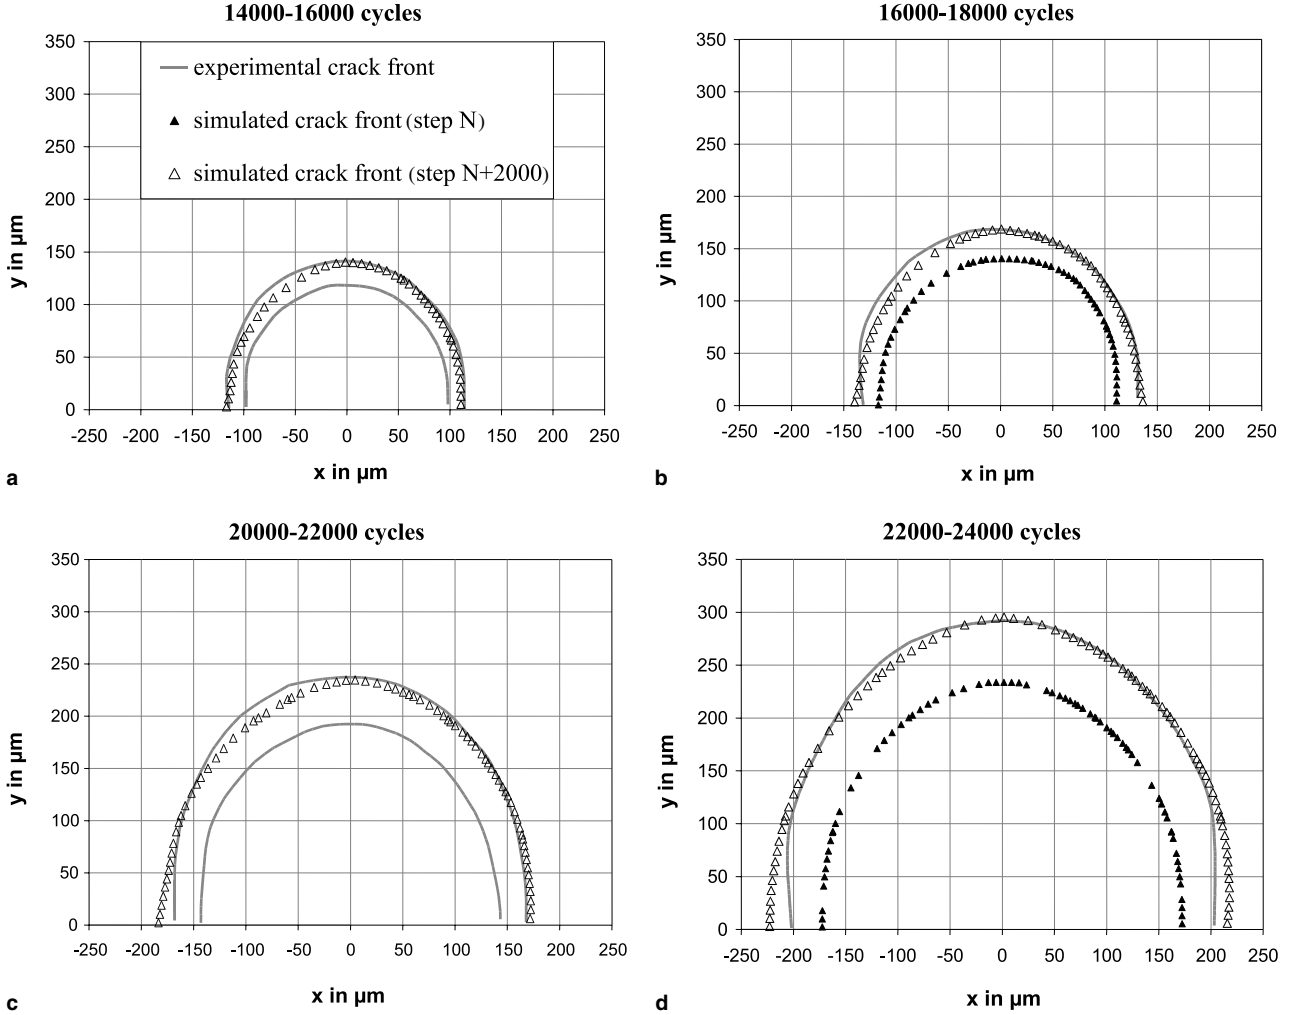 14000-16000 cycles
350
300
250
200
150
100
50
0
y in µm
experimental crack front
simulated crack front (step N)
simulated crack front (step N+2000)
-250 -200 -150 -100 -50 0 50 100 150 200 250
x in µm
a
16000-18000 cycles
350
300
250
200
150
100
50
0
y in µm
-250 -200 -150 -100 -50 0 50 100 150 200 250
x in µm
b
20000-22000 cycles
350
300
250
200
150
100
50
0
y in µm
-250 -200 -150 -100 -50 0 50 100 150 200 250
x in µm
c
22000-24000 cycles
350
300
250
200
150
100
50
0
y in µm
-250 -200 -150 -100 -50 0 50 100 150 200 250
x in µm
d